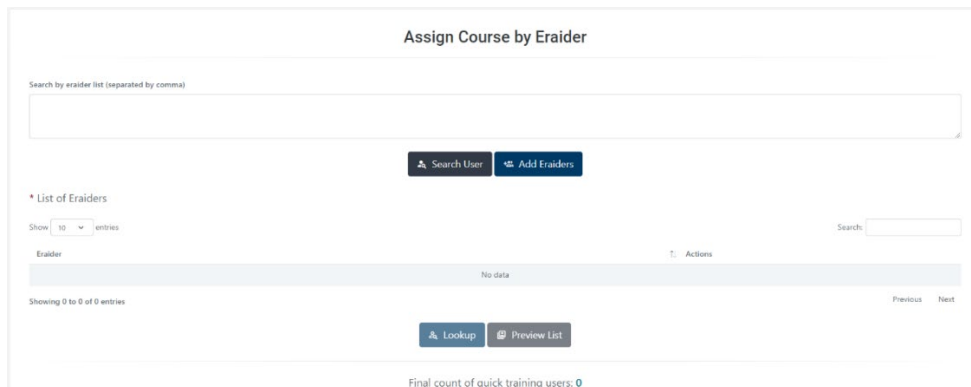 Assign Course by Eraider
Search by eraider list (separated by comma)
Search User Add Eraiders
* List of Eraiders
Show 10 entries Search:
Eraider Actions
No data
Showing 0 to 0 of 0 entries Previous Next
Lookup Preview List
Final count of quick training users: 0